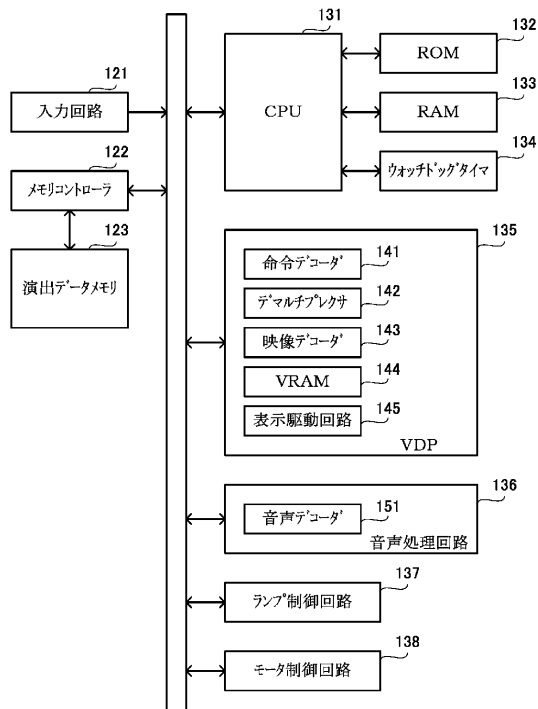 121
入力回路
122
メモリコントローラ
123
演出データメモリ
131
CPU
132
ROM
133
RAM
134
ウォッチドッグタイマ
135
命令デコーダ
141
デマルチプレクサ
142
映像デコーダ
143
VRAM
144
表示駆動回路
145
VDP
136
音声デコーダ
151
音声処理回路
137
ランプ制御回路
138
モータ制御回路